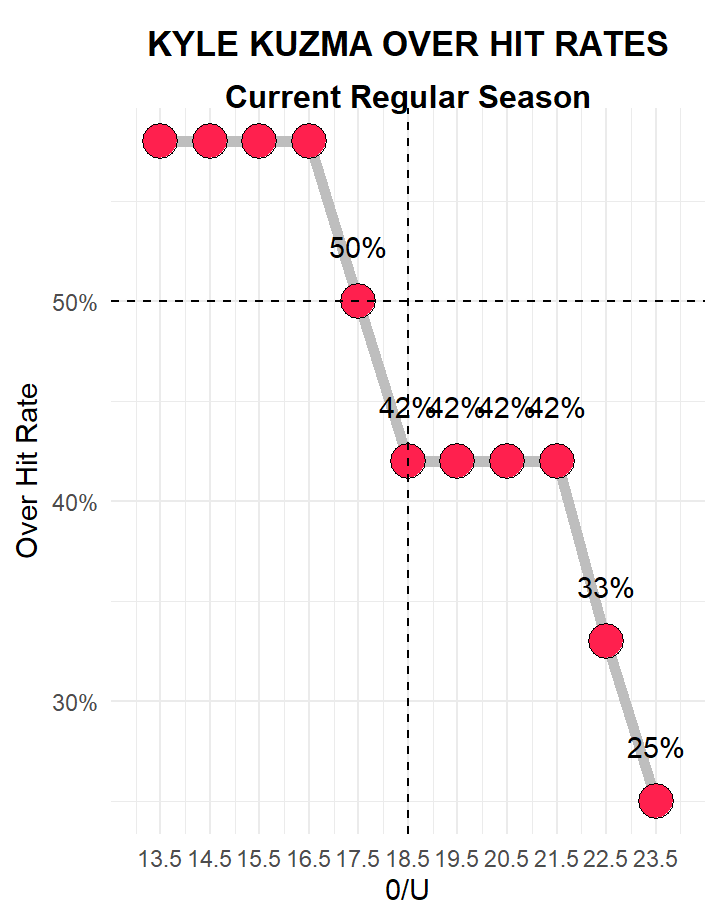 KYLE KUZMA OVER HIT RATES
Current Regular Season
50%
50%
42% 42% 42% 42%
Over Hit Rate
40%
33%
30%
25%
13.5 14.5 15.5 16.5 17.5 18.5 19.5 20.5 21.5 22.5 23.5
0/U